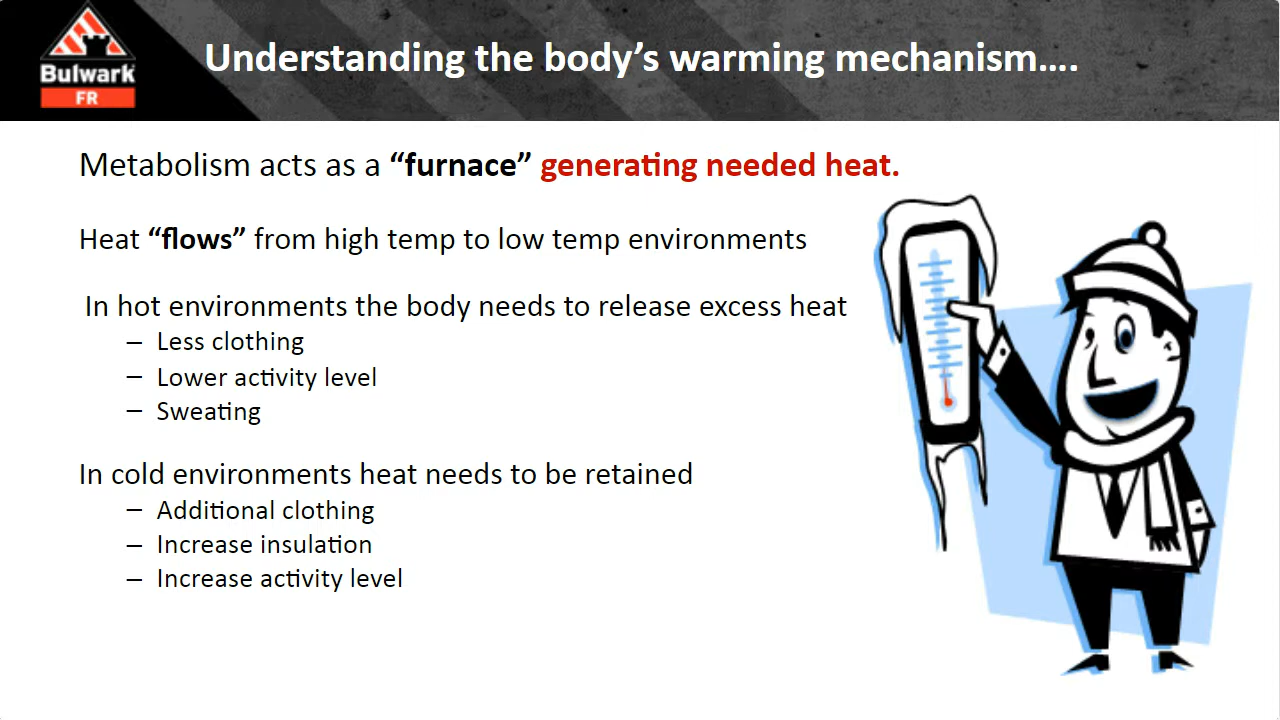 Bulwark
FR
Understanding the body’s warming mechanism….
Metabolism acts as a “furnace” generating needed heat.
Heat “flows” from high temp to low temp environments
In hot environments the body needs to release excess heat
– Less clothing
– Lower activity level
– Sweating
In cold environments heat needs to be retained
– Additional clothing
– Increase insulation
– Increase activity level